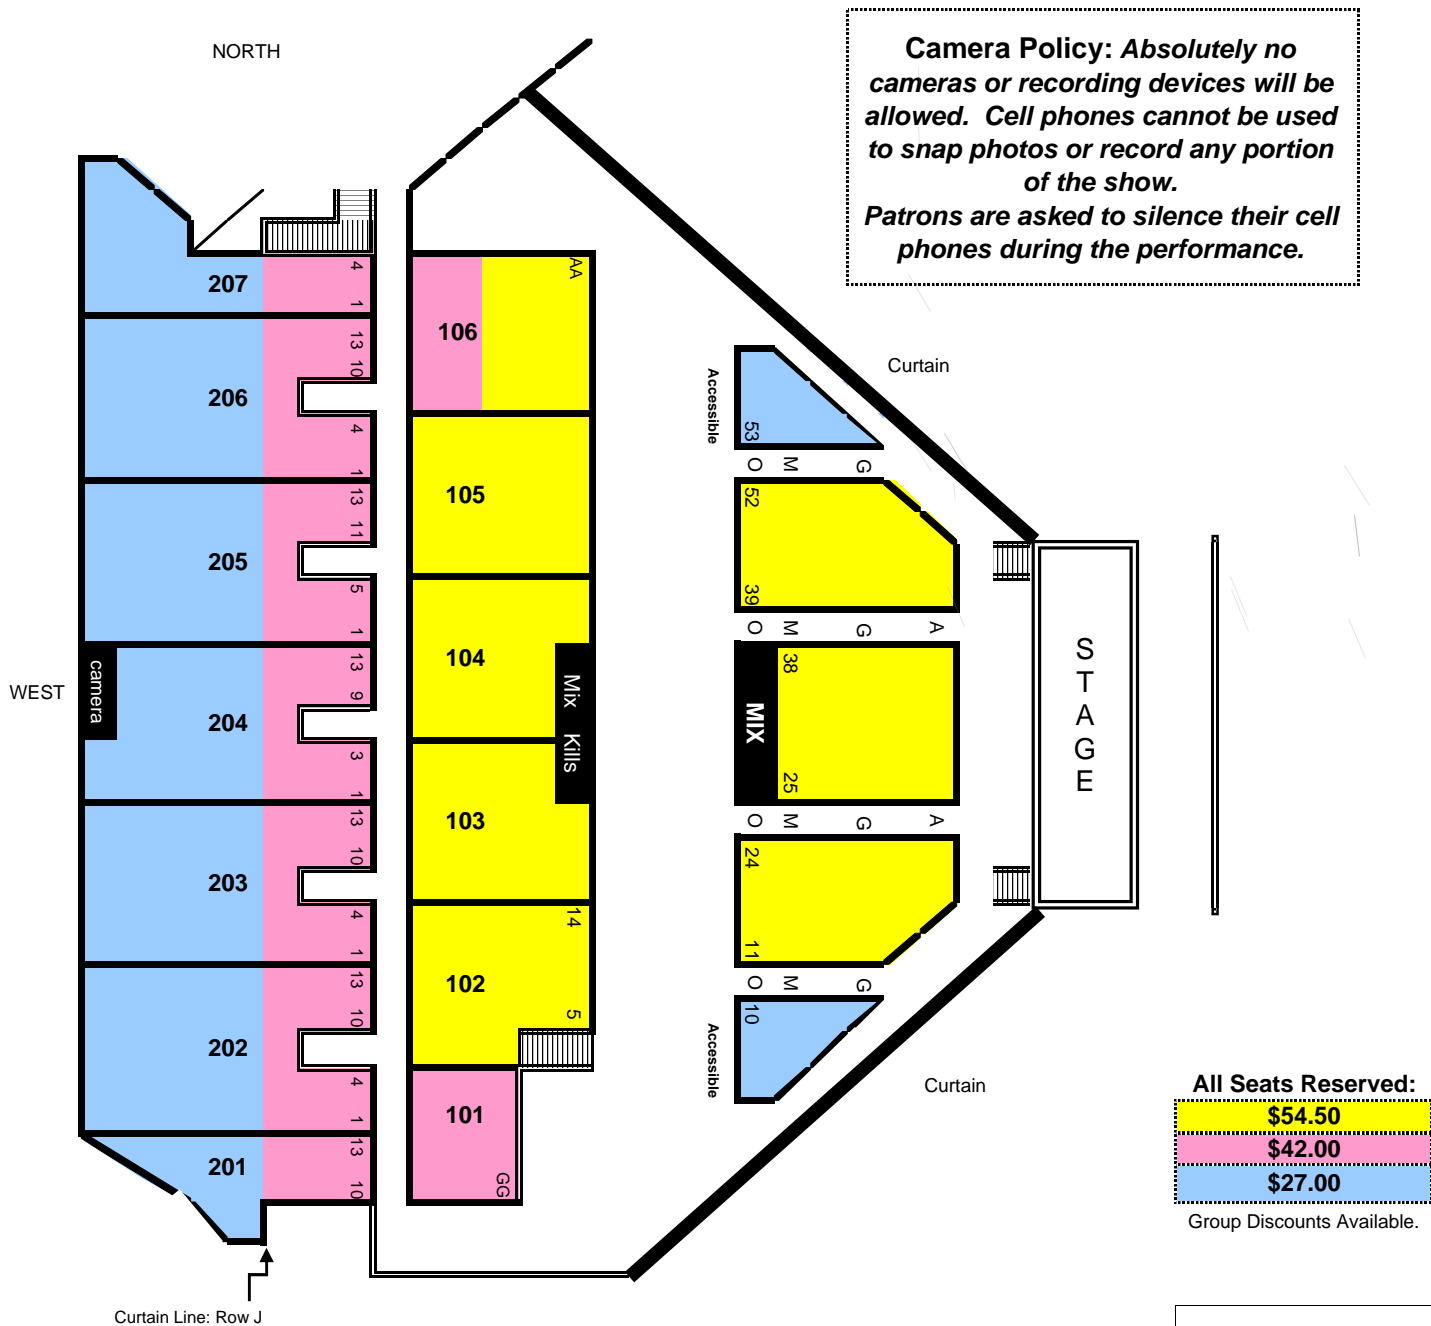 NORTH
Camera Policy: Absolutely no
cameras or recording devices will be
allowed. Cell phones cannot be used
to snap photos or record any portion
of the show.
Patrons are asked to silence their cell
phones during the performance.
207
4
1
206
13
10
4
1
205
13
11
5
1
WEST
camera
204
13
9
3
1
203
13
10
4
1
202
13
10
4
1
201
13
10
Curtain Line: Row J
AA
106
105
104
Mix Kills
103
14
102
5
101
GG
Accessible
53
O M G
52
39
O M G A
38
MIX
25
O M G A
24
11
O M G
10
Accessible
Curtain
Curtain
STAGE
All Seats Reserved:
$54.50
$42.00
$27.00
Group Discounts Available.